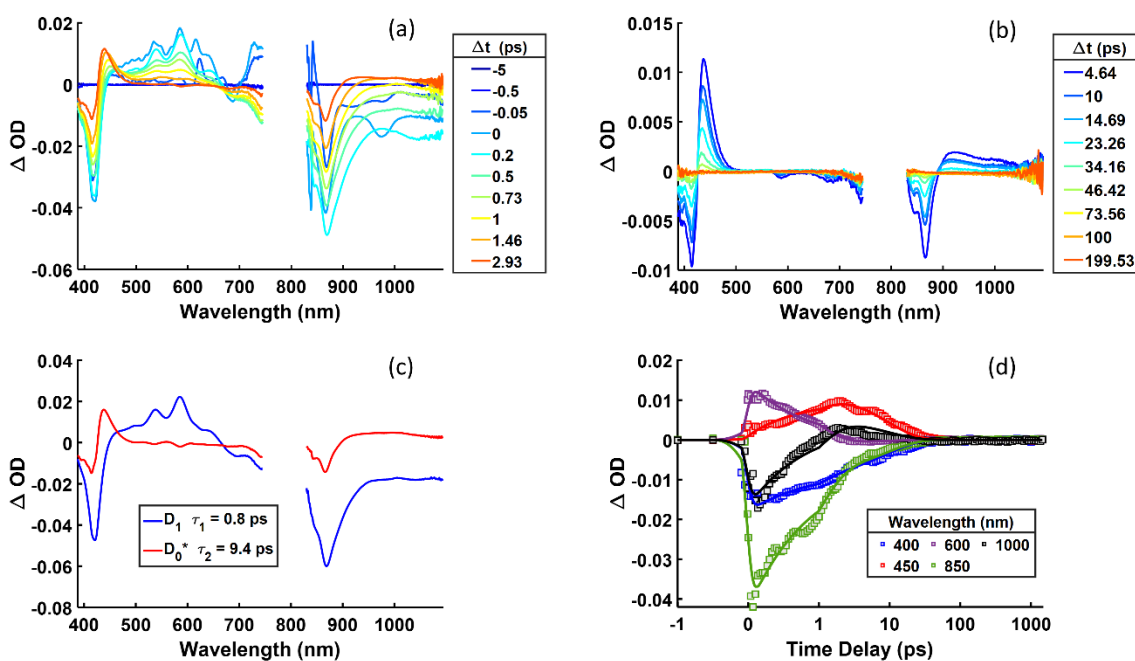 (a)
0.02
0
-0.02
-0.04
-0.06
Δ OD
400 500 600 700 800 900 1000
Wavelength (nm)
Δt (ps)
-5
-0.5
-0.05
0
0.2
0.5
0.73
1
1.46
2.93
(b)
0.015
0.01
0.005
0
-0.005
-0.01
Δ OD
400 500 600 700 800 900 1000
Wavelength (nm)
Δt (ps)
4.64
10
14.69
23.26
34.16
46.42
73.56
100
199.53
(c)
0.04
0.02
0
-0.02
-0.04
-0.06
-0.08
Δ OD
D1 τ1 = 0.8 ps
D0* τ2 = 9.4 ps
400 500 600 700 800 900 1000
Wavelength (nm)
(d)
0.02
0.01
0
-0.01
-0.02
-0.03
-0.04
Δ OD
Wavelength (nm)
400 600 1000
450 850
-1 0 1 10 100 1000
Time Delay (ps)